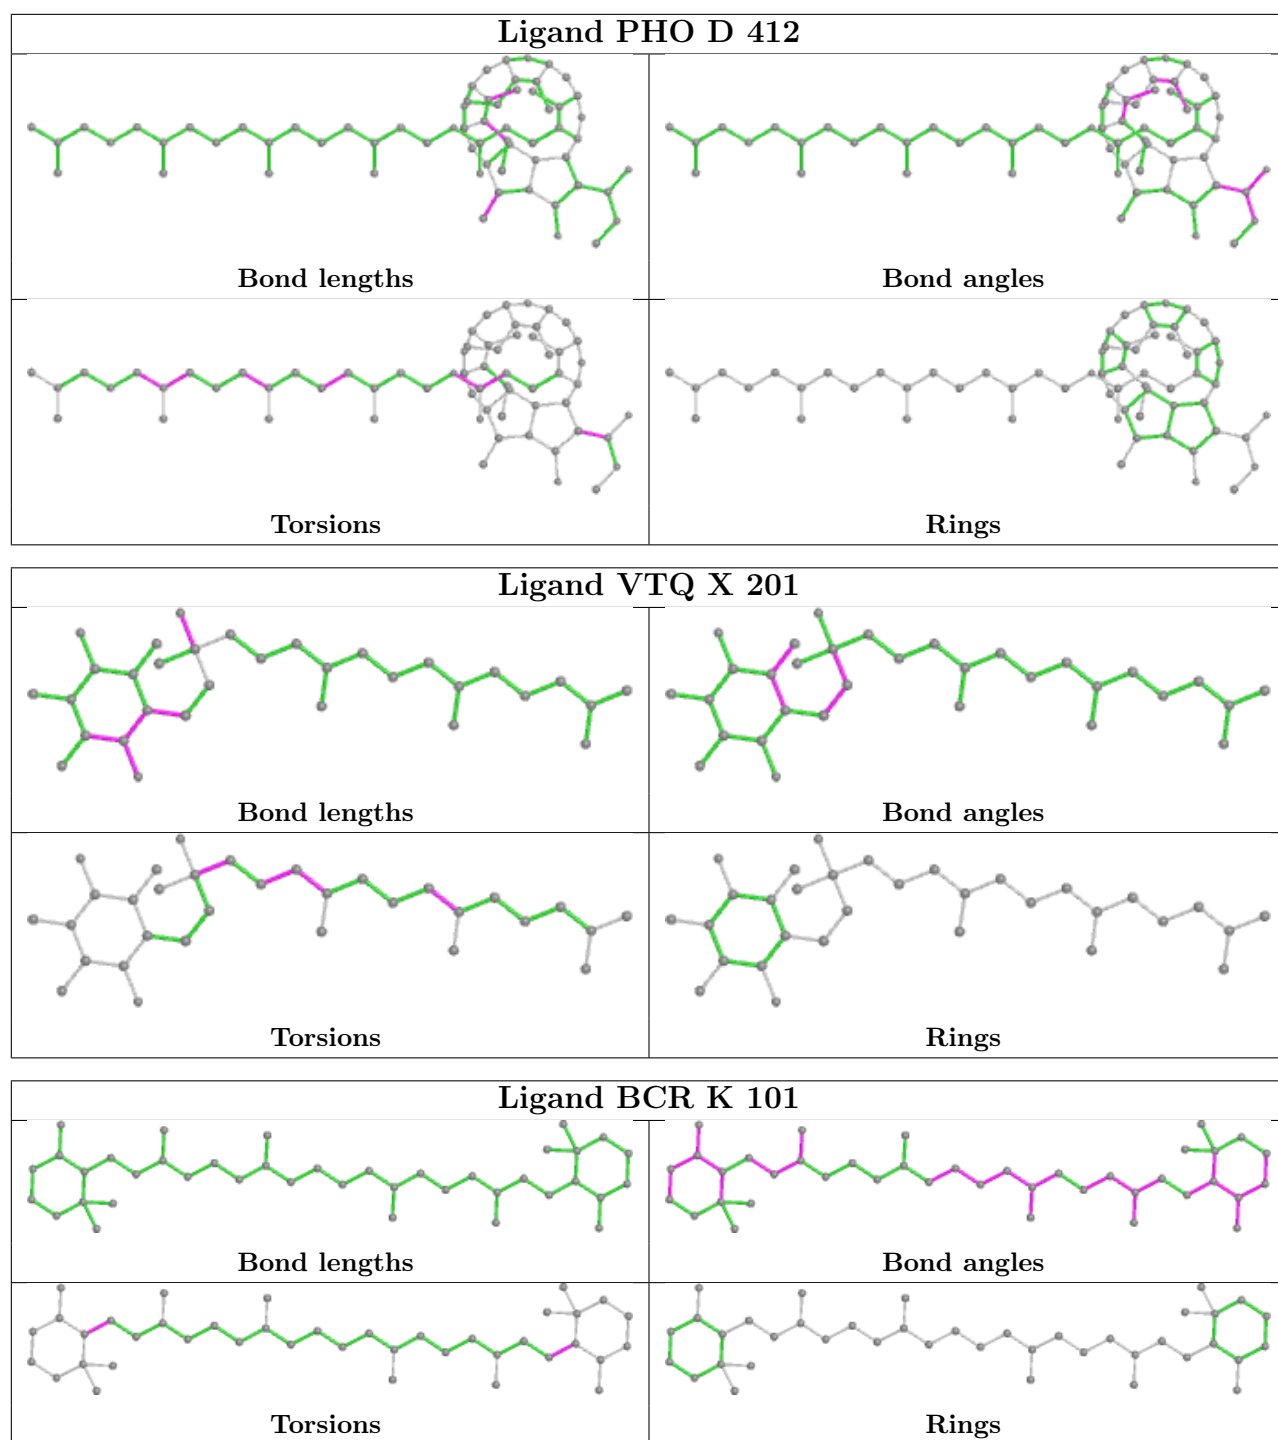 Ligand PHO D 412
Bond lengths
Bond angles
Torsions
Rings
Ligand VTQ X 201
Bond lengths
Bond angles
Torsions
Rings
Ligand BCR K 101
Bond lengths
Bond angles
Torsions
Rings